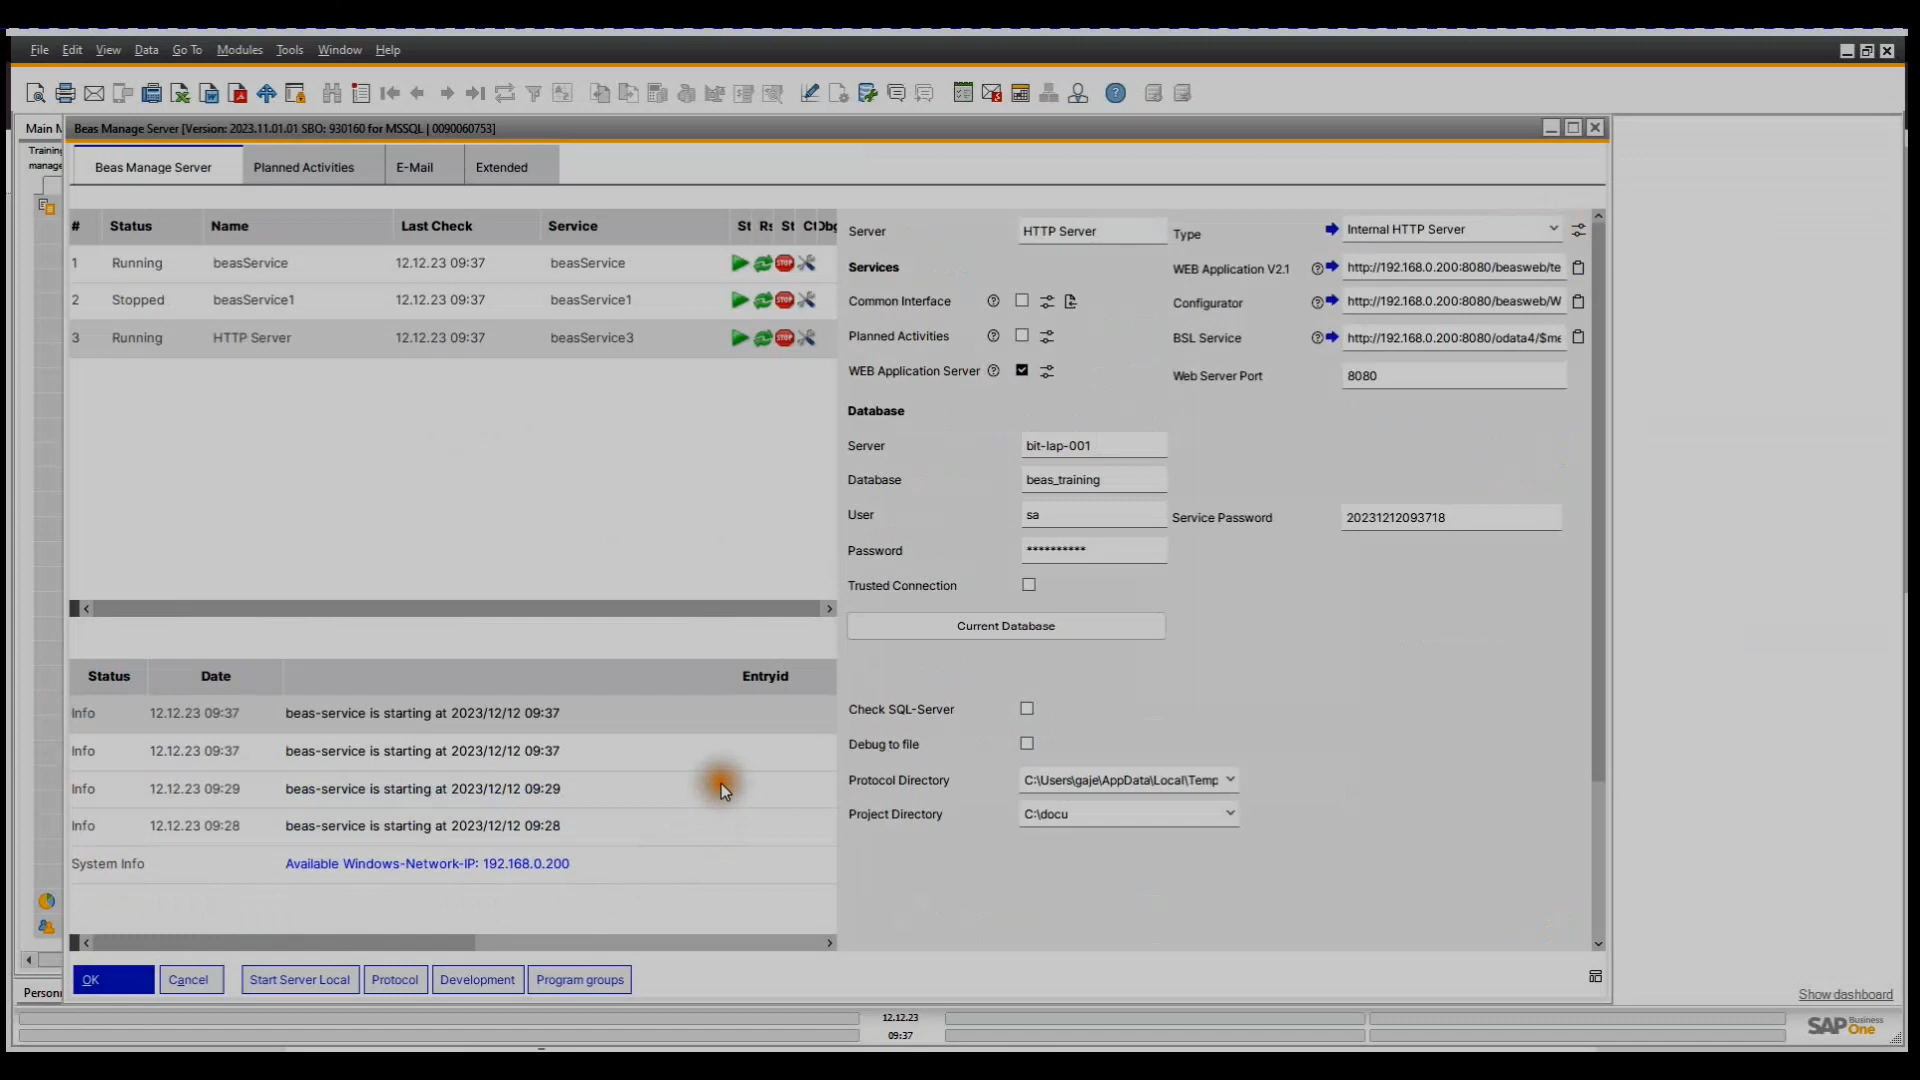 File Edit View Data Go To Modules Tools Window Help
Main M
Beas Manage Server [Version: 2023.11.01.01 SBO: 930160 for MSSQL | 0090060753]
Training
manage
Beas Manage Server Planned Activities E-Mail Extended
# Status Name Last Check Service St Rs St Ct Dbg
1 Running beasService 12.12.23 09:37 beasService STOP
2 Stopped beasService1 12.12.23 09:37 beasService1 STOP
3 Running HTTP Server 12.12.23 09:37 beasService3 STOP
Server HTTP Server Type Internal HTTP Server
Services WEB Application V2.1 http://192.168.0.200:8080/beasweb/te
Common Interface Configurator http://192.168.0.200:8080/beasweb/W
Planned Activities BSL Service http://192.168.0.200:8080/odata4/$me
WEB Application Server Web Server Port 8080
Database
Server bit-lap-001
Database beas_training
User sa Service Password 20231212093718
Password **********
Trusted Connection
Current Database
Status Date Entryid
Info 12.12.23 09:37 beas-service is starting at 2023/12/12 09:37
Info 12.12.23 09:37 beas-service is starting at 2023/12/12 09:37
Info 12.12.23 09:29 beas-service is starting at 2023/12/12 09:29
Info 12.12.23 09:28 beas-service is starting at 2023/12/12 09:28
System Info Available Windows-Network-IP: 192.168.0.200
Check SQL-Server
Debug to file
Protocol Directory C:\Users\gaje\AppData\Local\Temp
Project Directory C:\docu
OK Cancel Start Server Local Protocol Development Program groups
Person
Show dashboard
12.12.23
09:37
SAP Business One